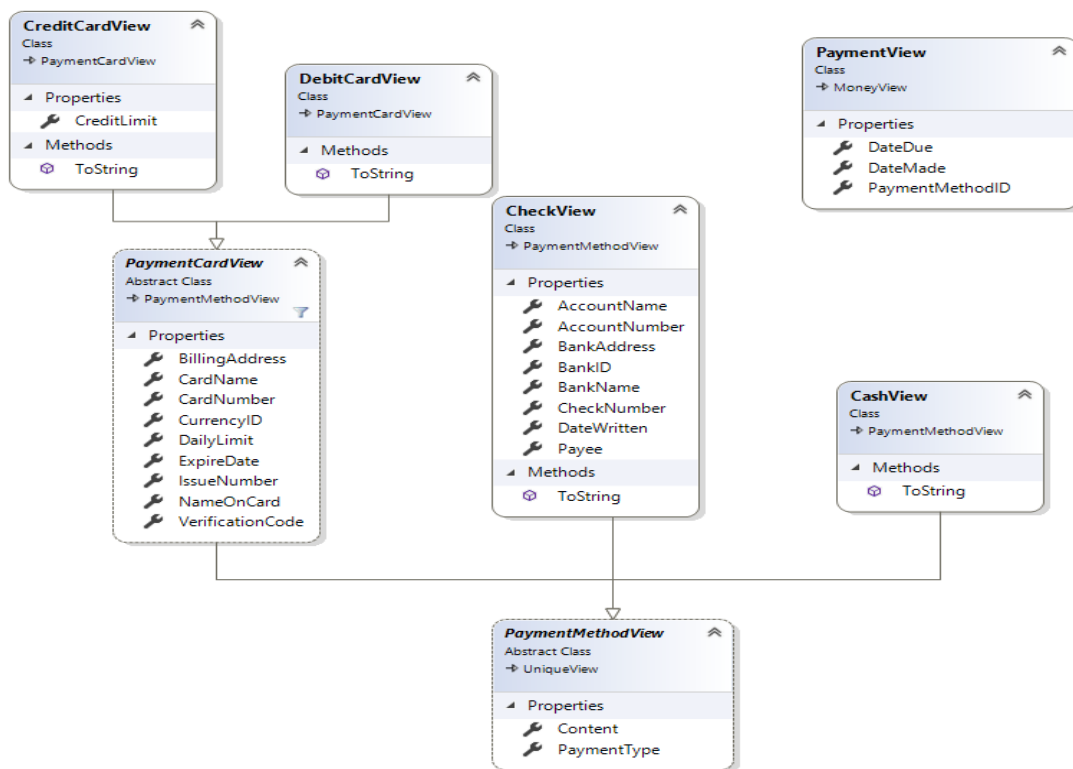 CreditCardView
Class
PaymentCardView
Properties
CreditLimit
Methods
ToString
DebitCardView
Class
PaymentCardView
Methods
ToString
PaymentView
Class
MoneyView
Properties
DateDue
DateMade
PaymentMethodID
PaymentCardView
Abstract Class
PaymentMethodView
Properties
BillingAddress
CardName
CardNumber
CurrencyID
DailyLimit
ExpireDate
IssueNumber
NameOnCard
VerificationCode
CheckView
Class
PaymentMethodView
Properties
AccountName
AccountNumber
BankAddress
BankID
BankName
CheckNumber
DateWritten
Payee
Methods
ToString
CashView
Class
PaymentMethodView
Methods
ToString
PaymentMethodView
Abstract Class
UniqueView
Properties
Content
PaymentType